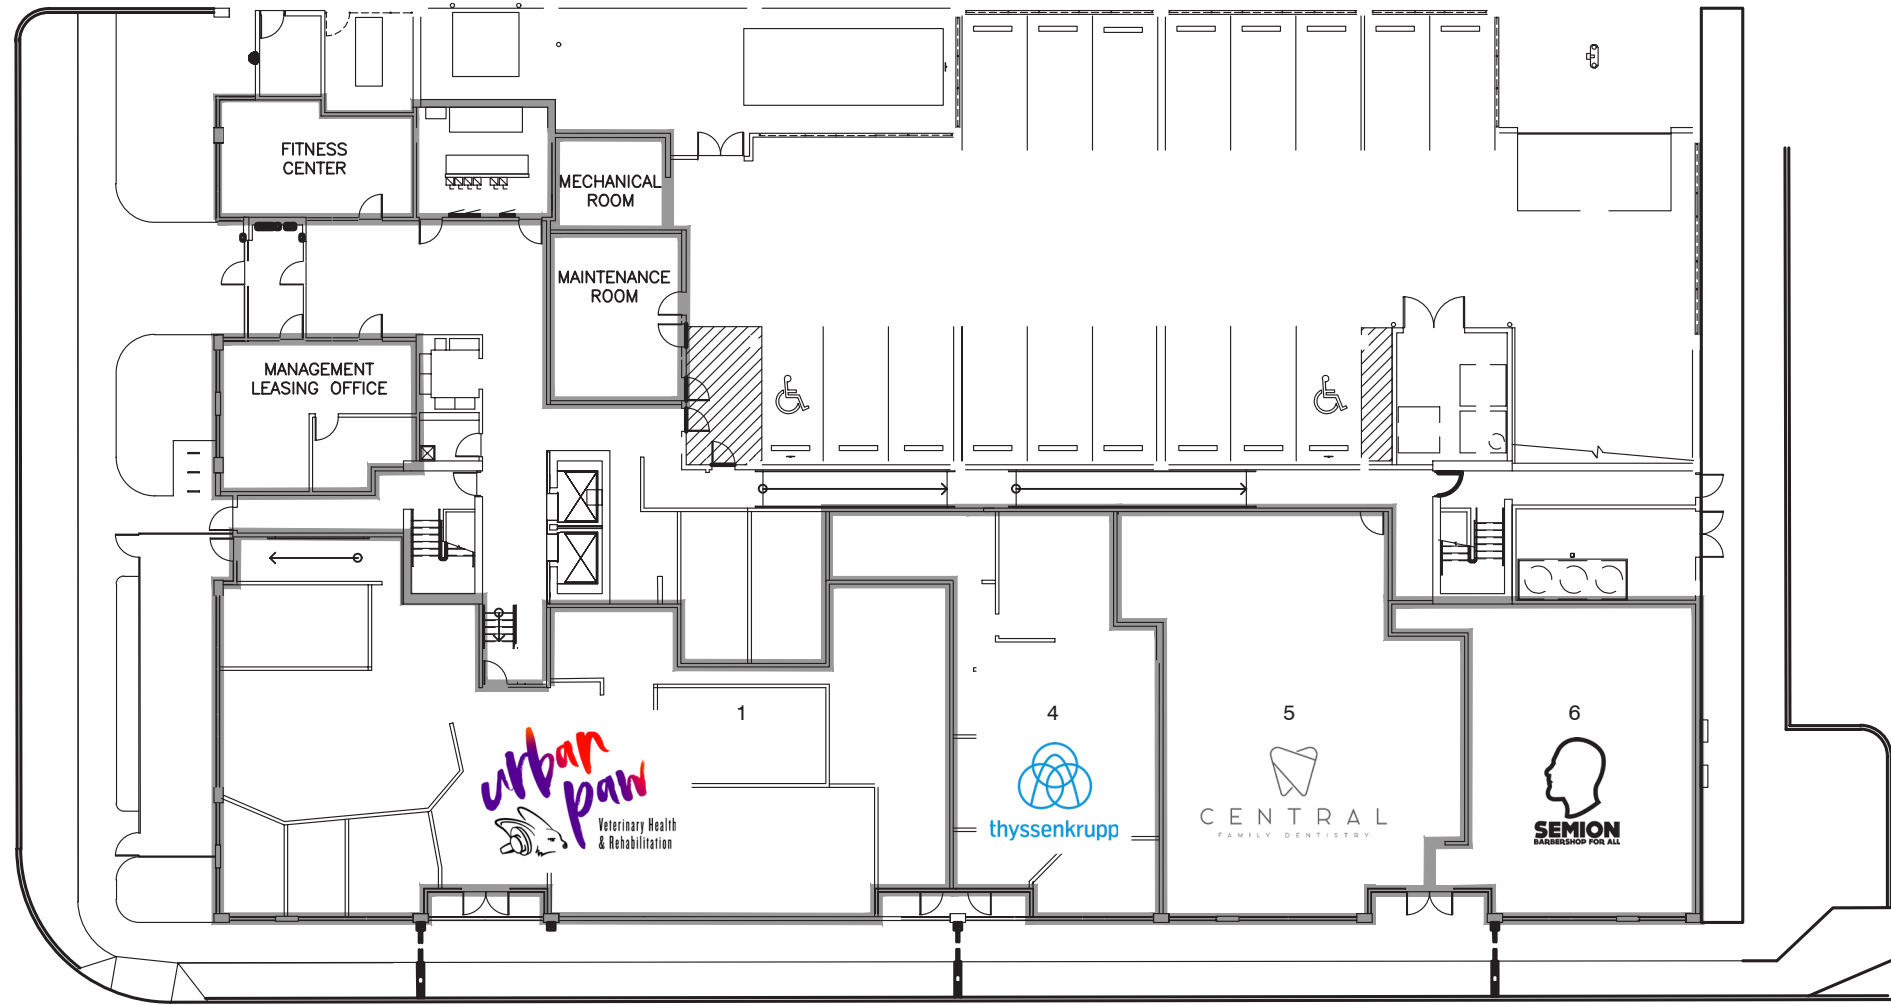 FITNESS
CENTER
MECHANICAL
ROOM
MAINTENANCE
ROOM
MANAGEMENT
LEASING OFFICE
1
urban
paw
Veterinary Health
& Rehabilitation
4
thyssenkrupp
5
CENTRAL
FAMILY DENTISTRY
6
SEMION
BARBERSHOP FOR ALL